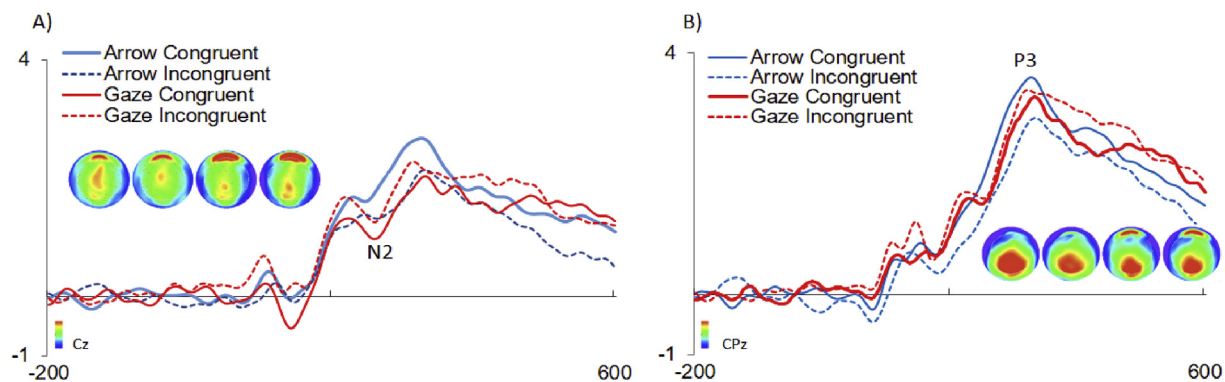 A)
4
Arrow Congruent
Arrow Incongruent
Gaze Congruent
Gaze Incongruent
N2
Cz
-1
-200
600
B)
4
Arrow Congruent
Arrow Incongruent
Gaze Congruent
Gaze Incongruent
P3
CPz
-1
-200
600